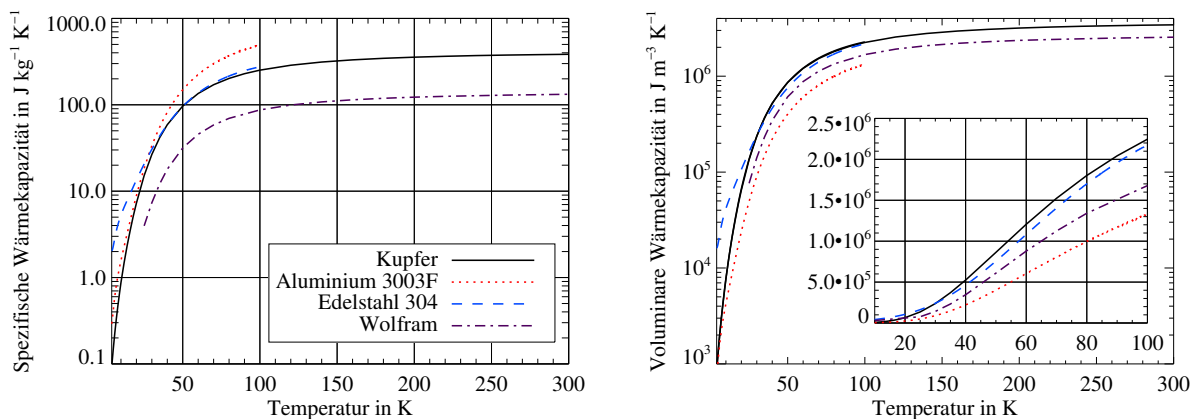 Spezifische Wärmekapazität in J kg⁻¹ K⁻¹
1000.0
100.0
10.0
1.0
0.1
Kupfer
Aluminium 3003F
Edelstahl 304
Wolfram
50 100 150 200 250 300
Temperatur in K
Voluminare Wärmekapazität in J m⁻³ K⁻¹
10⁶
10⁵
10⁴
10³
2.5•10⁶
2.0•10⁶
1.5•10⁶
1.0•10⁶
5.0•10⁵
0
20 40 60 80 100
50 100 150 200 250 300
Temperatur in K